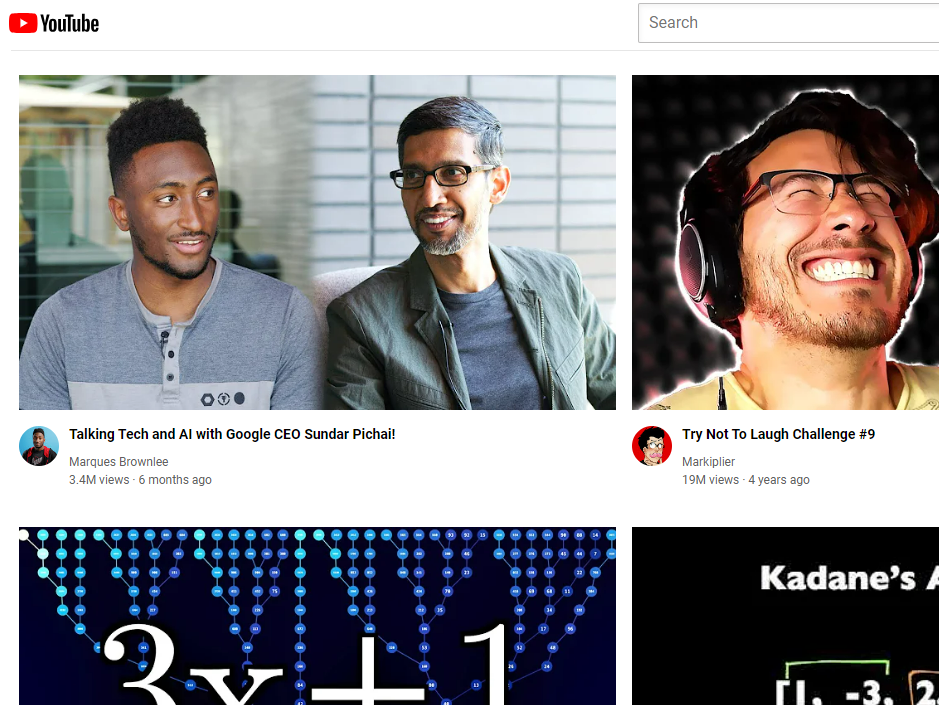 YouTube
Search
Talking Tech and AI with Google CEO Sundar Pichai!
Marques Brownlee
3.4M views · 6 months ago
Try Not To Laugh Challenge #9
Markiplier
19M views · 4 years ago
3x+1
Kadane's A
[1, -3, 2,